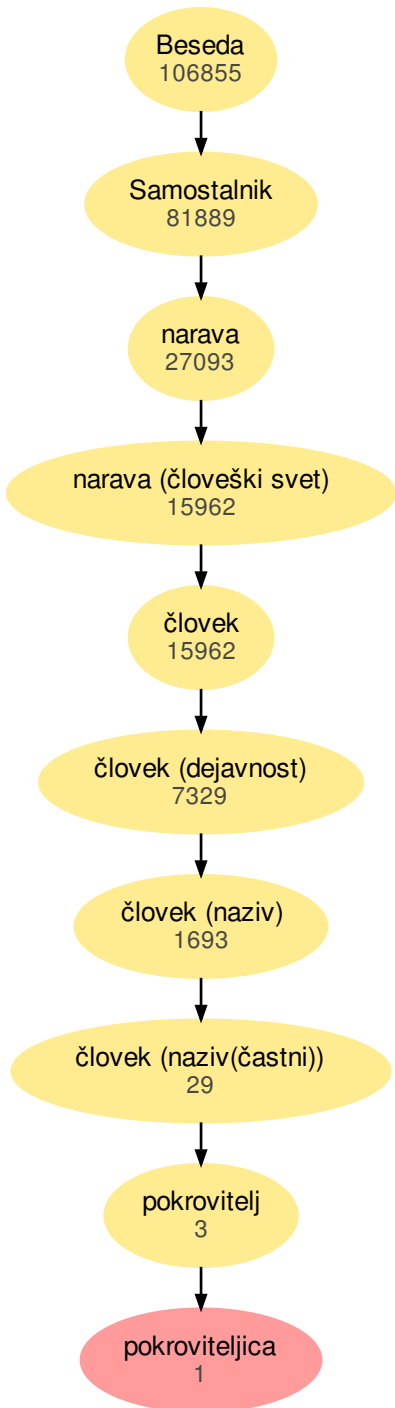 Beseda
106855
Samostalnik
81889
narava
27093
narava (človeški svet)
15962
človek
15962
človek (dejavnost)
7329
človek (naziv)
1693
človek (naziv(častni))
29
pokrovitelj
3
pokroviteljica
1